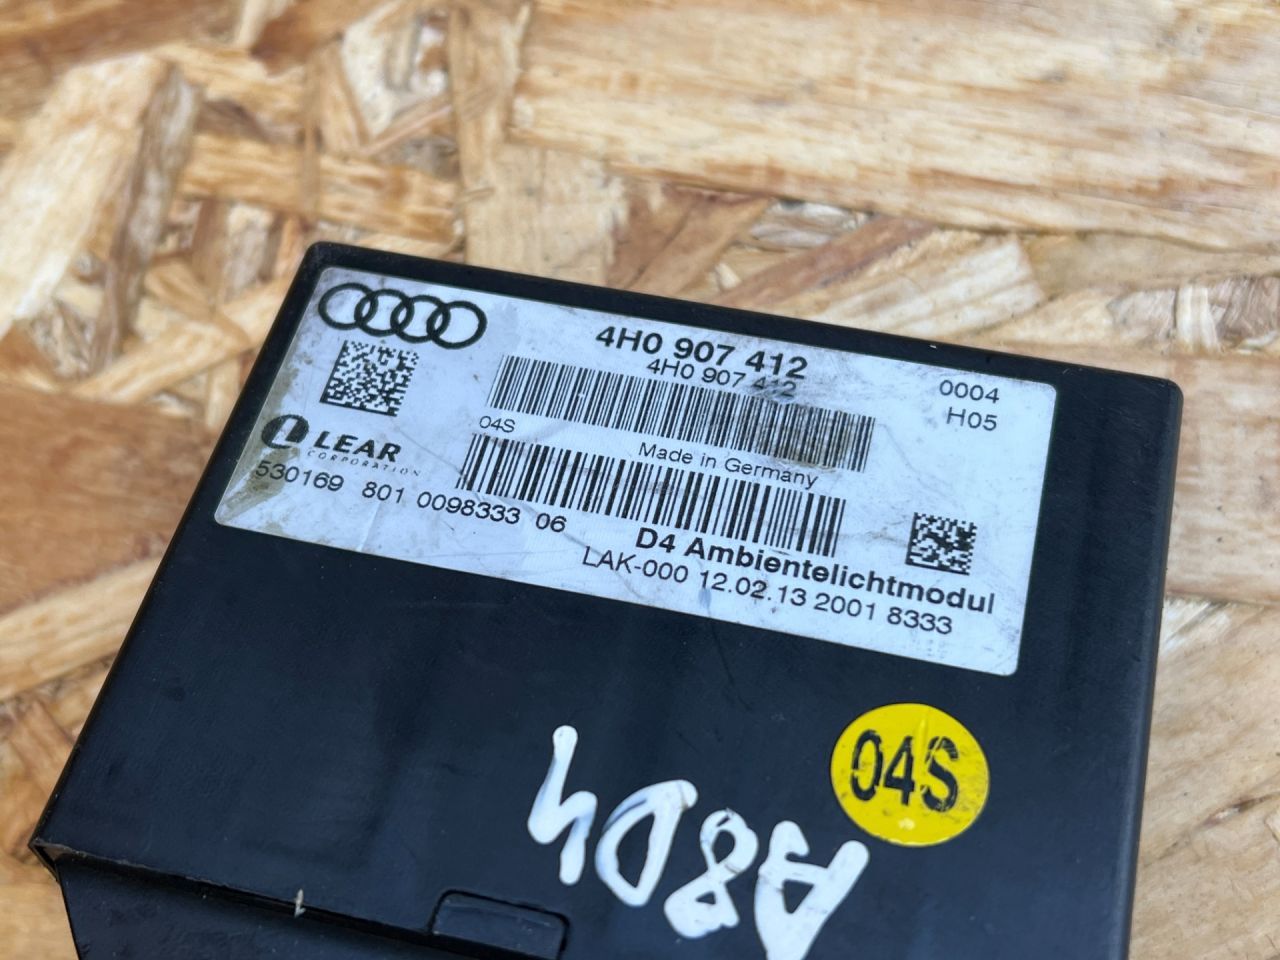 4H0 907 412
4H0 907 412
0004
H05
04S
Made in Germany
LEAR
CORPORATION
530169 801 0098333 06
D4 Ambientelichtmodul
LAK-000 12.02.13 2001 8333
04S
A8D4